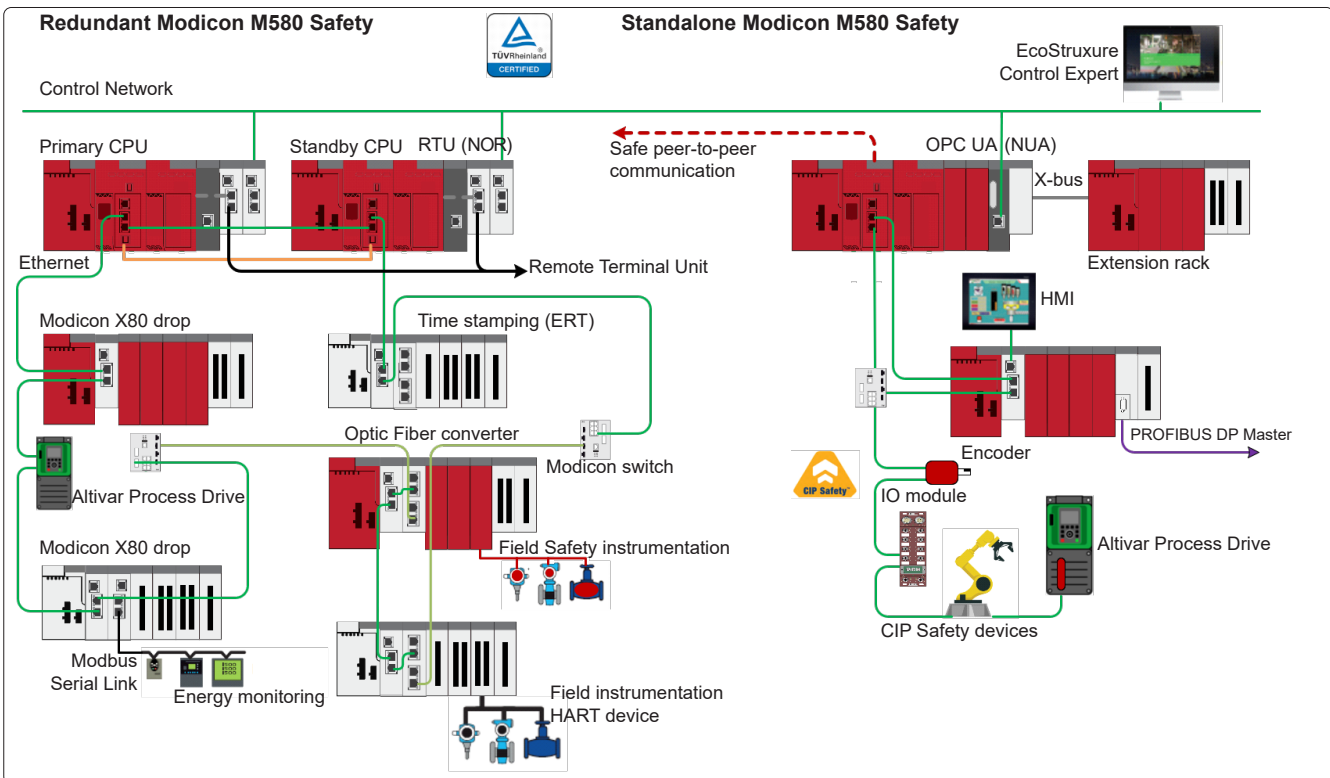 Redundant Modicon M580 Safety
Standalone Modicon M580 Safety
TÜVRheinland
CERTIFIED
EcoStruxure
Control Expert
Control Network
Primary CPU
Standby CPU
RTU (NOR)
Safe peer-to-peer
communication
OPC UA (NUA)
X-bus
Ethernet
Remote Terminal Unit
Extension rack
HMI
Modicon X80 drop
Time stamping (ERT)
Optic Fiber converter
Modicon switch
Encoder
PROFIBUS DP Master
CIP Safety™
IO module
Altivar Process Drive
Altivar Process Drive
Modicon X80 drop
Field Safety instrumentation
CIP Safety devices
Modbus
Serial Link
Energy monitoring
Field instrumentation
HART device